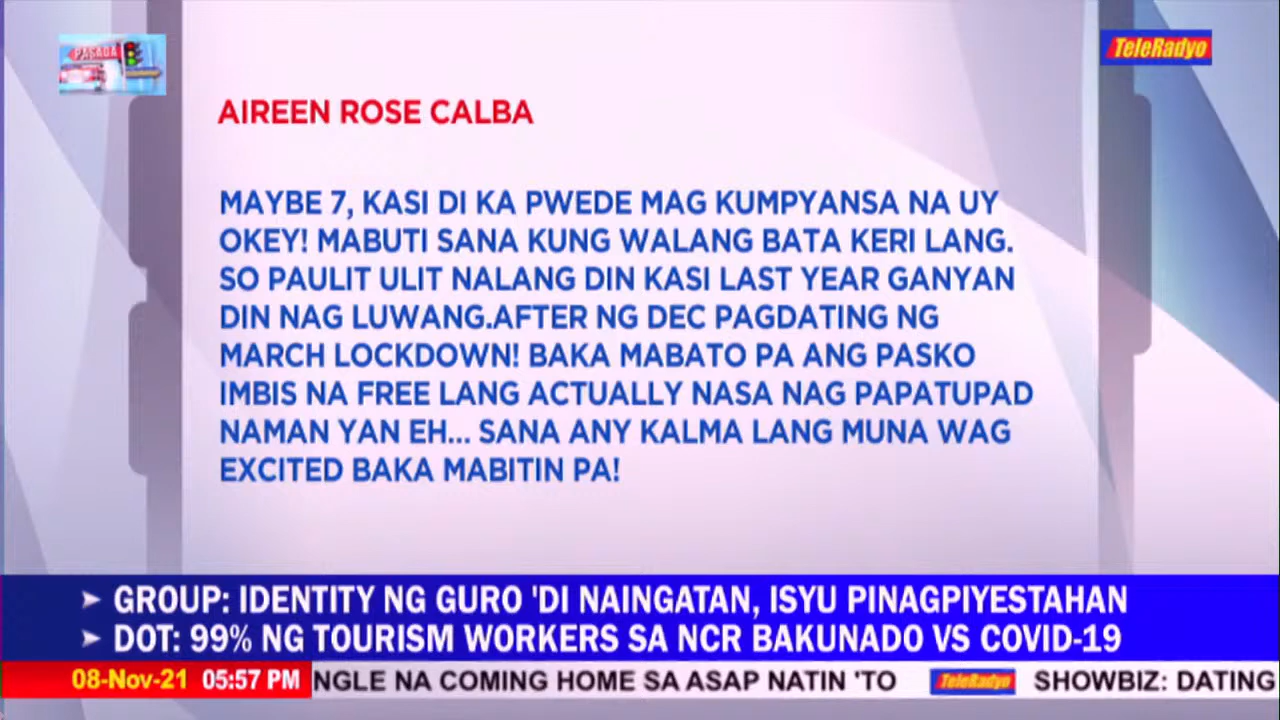 PASADA
TeleRadyo
AIREEN ROSE CALBA
MAYBE 7, KASI DI KA PWEDE MAG KUMPYANSA NA UY
OKEY! MABUTI SANA KUNG WALANG BATA KERI LANG.
SO PAULIT ULIT NALANG DIN KASI LAST YEAR GANYAN
DIN NAG LUWANG.AFTER NG DEC PAGDATING NG
MARCH LOCKDOWN! BAKA MABATO PA ANG PASKO
IMBIS NA FREE LANG ACTUALLY NASA NAG PAPATUPAD
NAMAN YAN EH... SANA ANY KALMA LANG MUNA WAG
EXCITED BAKA MABITIN PA!
GROUP: IDENTITY NG GURO 'DI NAINGATAN, ISYU PINAGPIYESTAHAN
DOT: 99% NG TOURISM WORKERS SA NCR BAKUNADO VS COVID-19
08-Nov-21 05:57 PM NGLE NA COMING HOME SA ASAP NATIN 'TO TeleRadyo SHOWBIZ: DATING